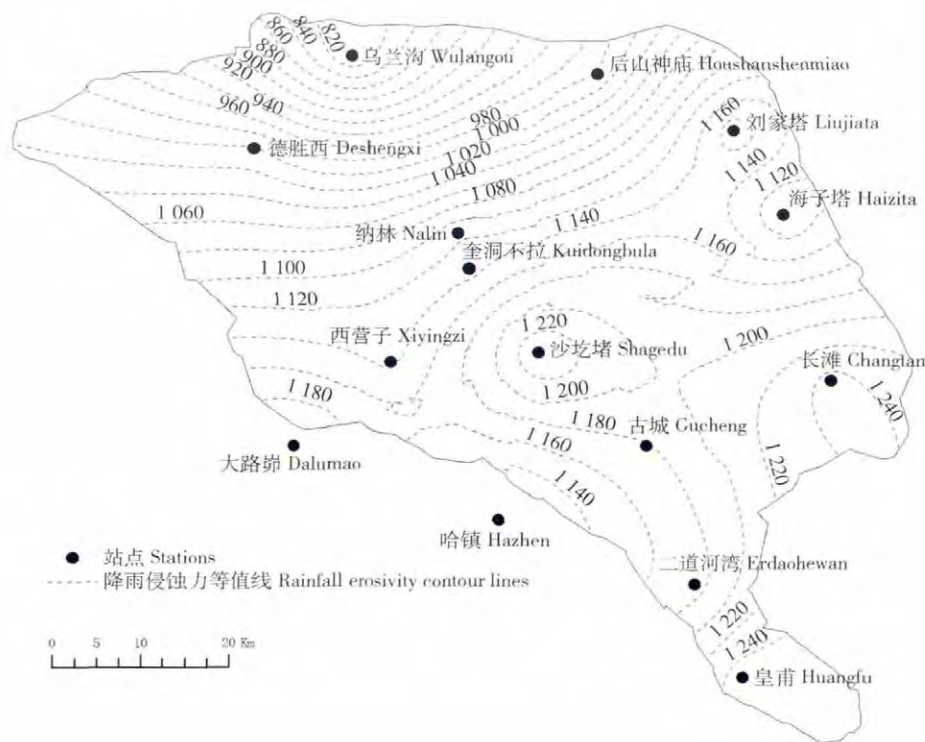 860
840
820
880
900
920
乌兰沟 Wulangou
后山神庙 Houshanshenmiao
960
940
980
1 000
1 020
1 040
1 080
1 160
刘家塔 Liujiata
德胜西 Deshengxi
1 140
1 120
海子塔 Haizita
1 060
纳林 Nalin
1 140
奎洞不拉 Kuidongbula
1 160
1 100
1 120
西营子 Xiyingzi
1 220
沙圪堵 Shagedu
1 200
1 200
长滩 Changtan
1 180
1 240
1 180
古城 Gucheng
1 160
大路峁 Dalumao
1 220
1 140
哈镇 Hazhen
站点 Stations
二道河湾 Erdaohewan
降雨侵蚀力等值线 Rainfall erosivity contour lines
1 220
0 5 10 20 Km
1 240
皇甫 Huangfu